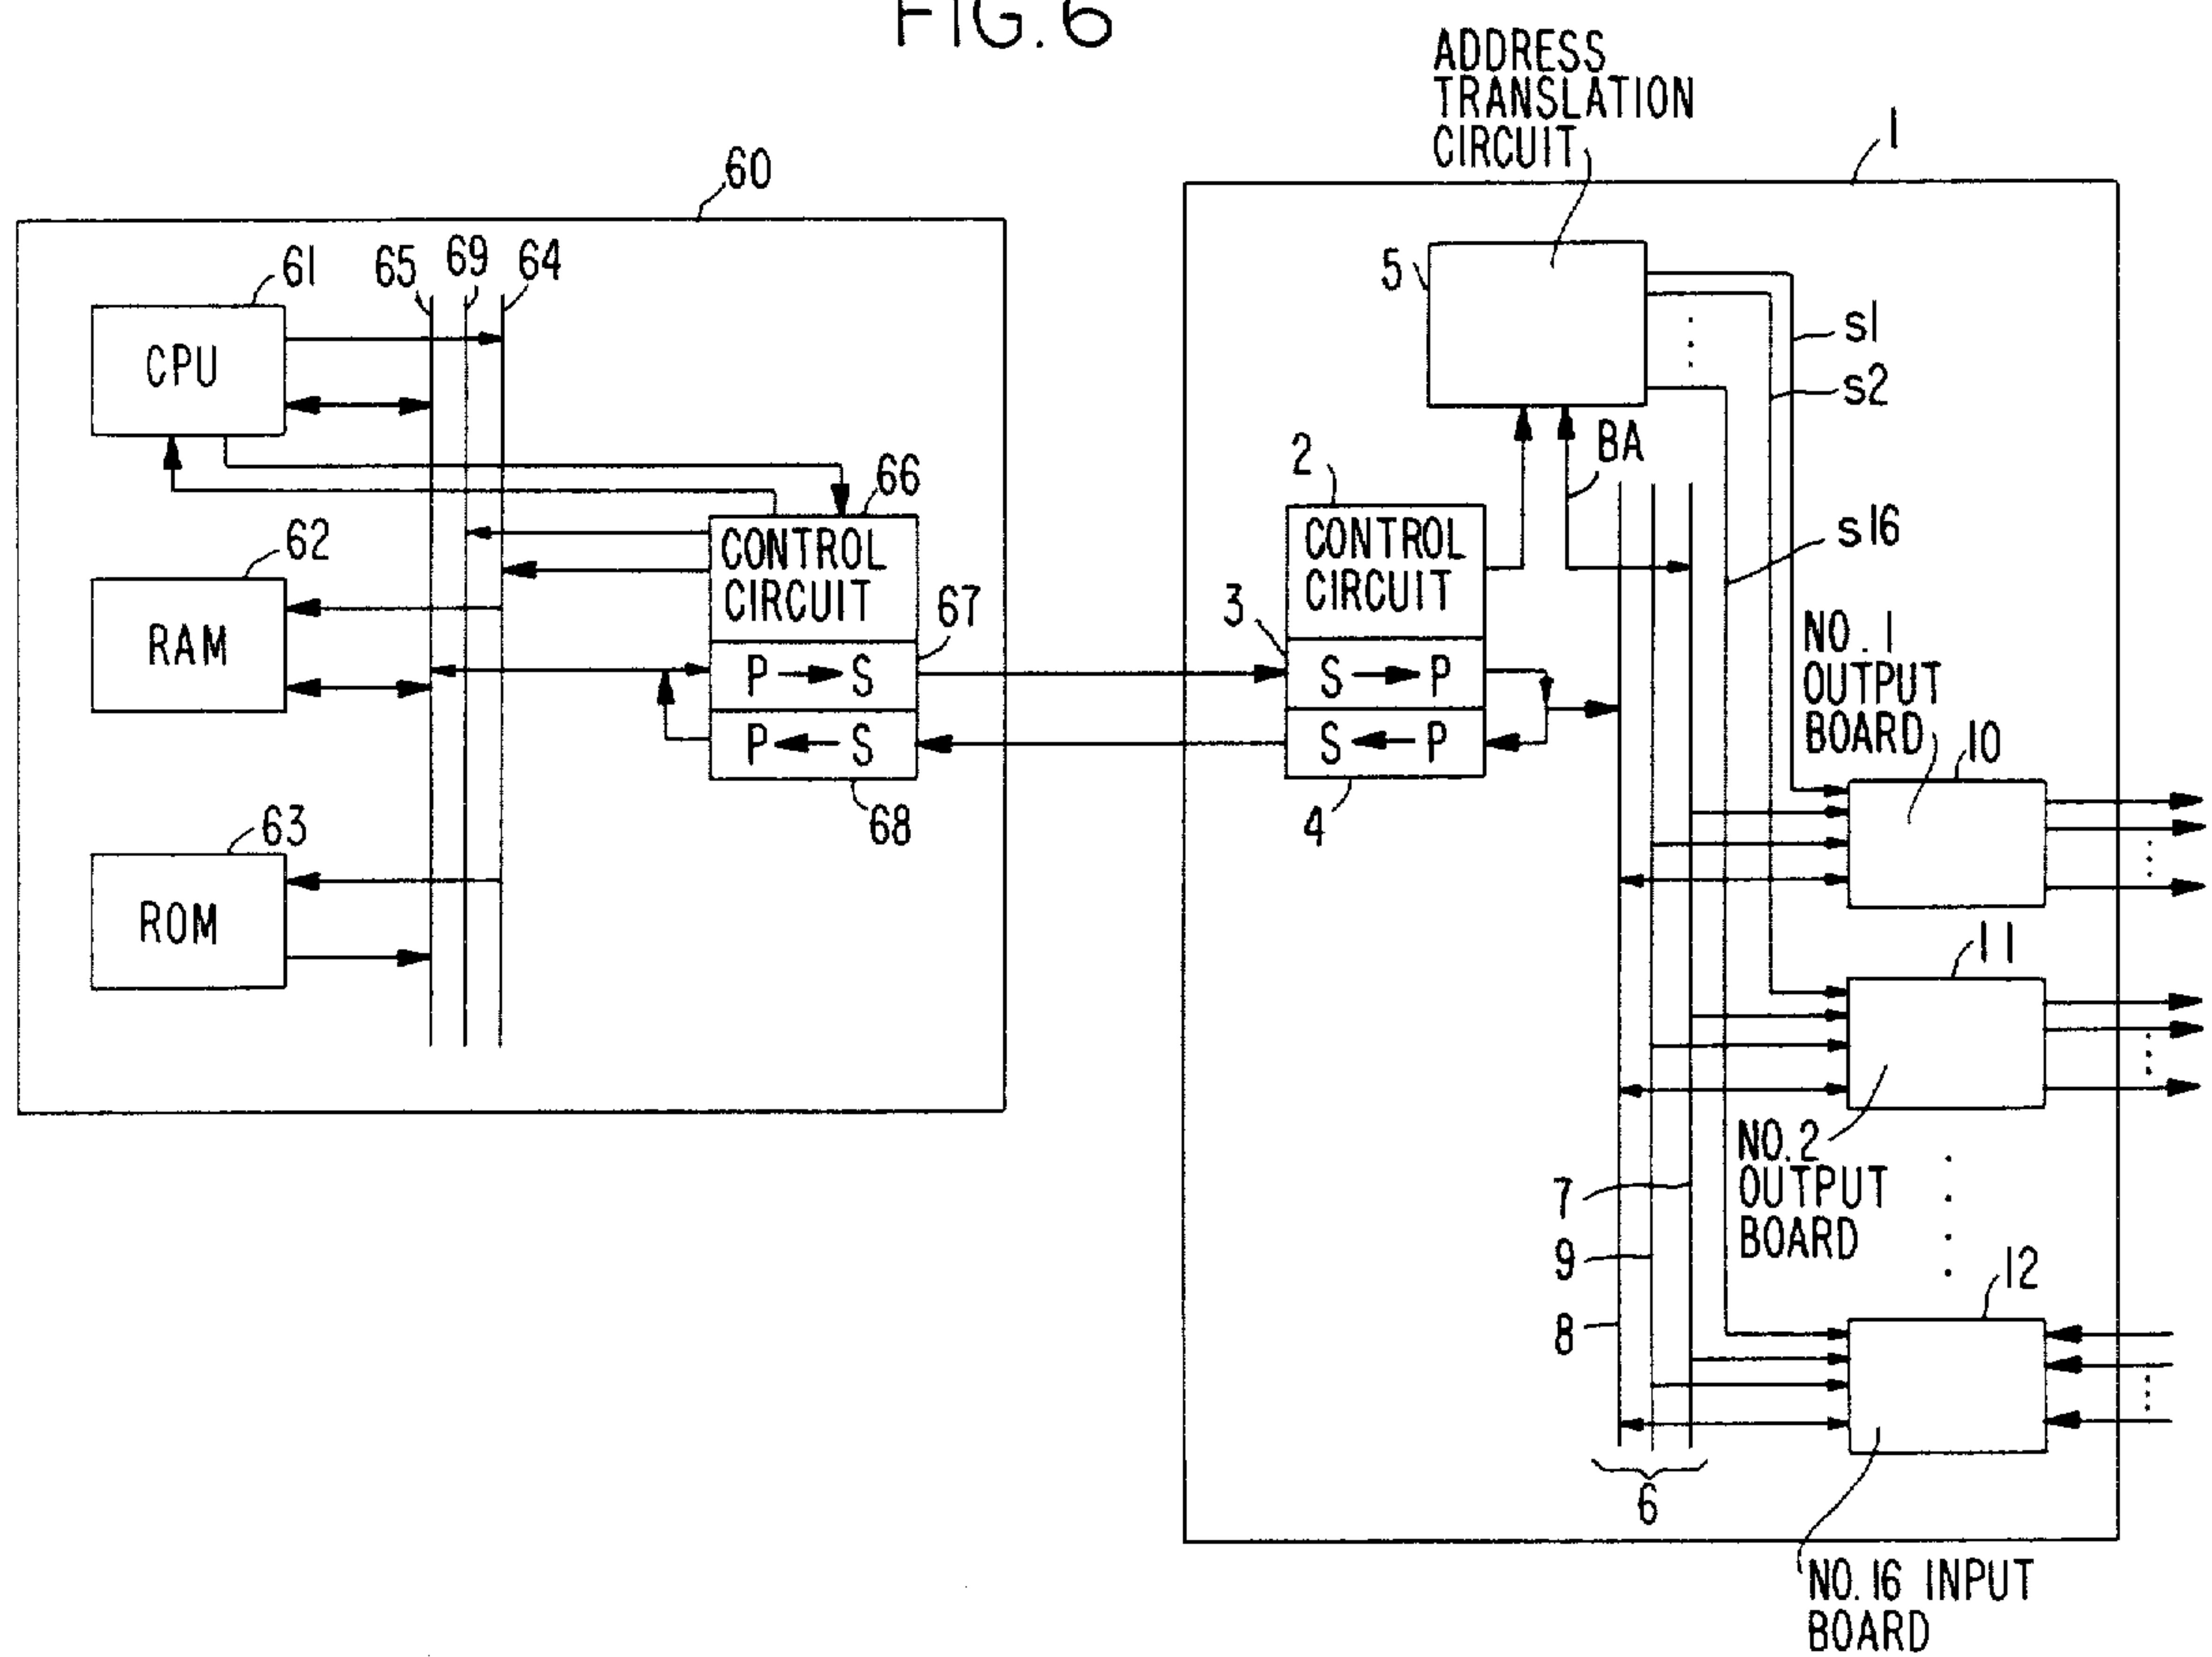 FIG. 6
ADDRESS
TRANSLATION
CIRCUIT
1
60
61
65
69
64
5
CPU
s1
s2
BA
2
66
s16
62
CONTROL
CIRCUIT
CONTROL
CIRCUIT
RAM
67
3
NO. 1
OUTPUT
BOARD
P S
S P
10
P S
S P
63
68
4
ROM
11
NO. 2
OUTPUT
BOARD
7
9
12
8
6
NO. 16 INPUT
BOARD